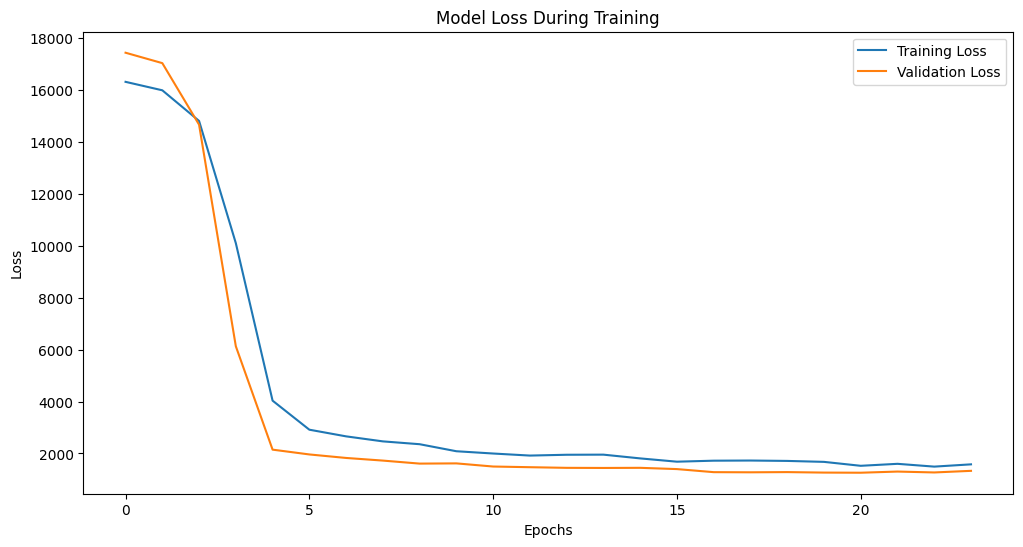 Model Loss During Training
Training Loss
Validation Loss
18000
16000
14000
12000
10000
8000
6000
4000
2000
Loss
0 5 10 15 20
Epochs